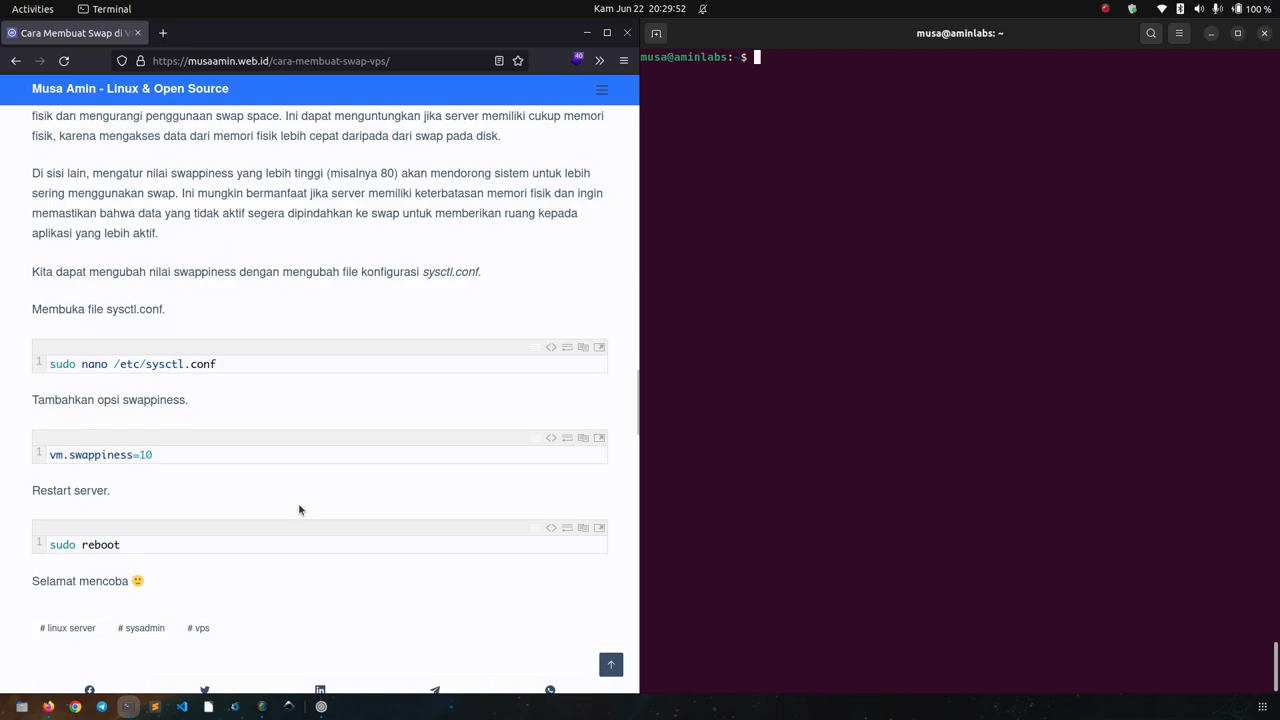 Activities
Terminal
Kam Jun 22 20:29:52
100 %
Cara Membuat Swap di V
musa@aminlabs: ~
https://musaamin.web.id/cara-membuat-swap-vps/
40
musa@aminlabs:~$
Musa Amin - Linux & Open Source
fisik dan mengurangi penggunaan swap space. Ini dapat menguntungkan jika server memiliki cukup memori
fisik, karena mengakses data dari memori fisik lebih cepat daripada dari swap pada disk.
Di sisi lain, mengatur nilai swappiness yang lebih tinggi (misalnya 80) akan mendorong sistem untuk lebih
sering menggunakan swap. Ini mungkin bermanfaat jika server memiliki keterbatasan memori fisik dan ingin
memastikan bahwa data yang tidak aktif segera dipindahkan ke swap untuk memberikan ruang kepada
aplikasi yang lebih aktif.
Kita dapat mengubah nilai swappiness dengan mengubah file konfigurasi sysctl.conf.
Membuka file sysctl.conf.
1 sudo nano /etc/sysctl.conf
Tambahkan opsi swappiness.
1 vm.swappiness=10
Restart server.
1 sudo reboot
Selamat mencoba 🙂
# linux server # sysadmin # vps